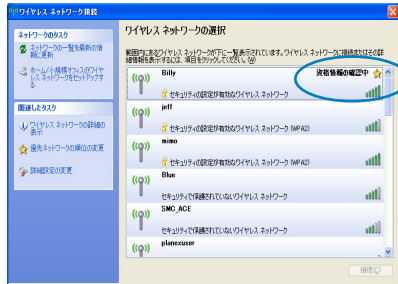 ワイヤレス ネットワーク接続
ネットワークのタスク
ネットワークの一覧を最新の情
報に更新
ホーム/小規模オフィスのワイヤ
レス ネットワークをセットアップす
る
関連したタスク
ワイヤレス ネットワークの詳細の
表示
優先ネットワークの順位の変更
詳細設定の変更
ワイヤレス ネットワークの選択
範囲内にあるワイヤレス ネットワークが下に一覧表示されています。ワイヤレス ネットワークに接続またはその詳
細情報を表示するには、項目をクリックしてください(W)
Billy 資格情報の確認中
セキュリティの設定が有効なワイヤレス ネットワーク
jeff
セキュリティの設定が有効なワイヤレス ネットワーク (WPA2)
mimo
セキュリティの設定が有効なワイヤレス ネットワーク (WPA2)
Blue
セキュリティで保護されていないワイヤレス ネットワーク
SMC_ACE
セキュリティで保護されていないワイヤレス ネットワーク
planexuser
接続(C)